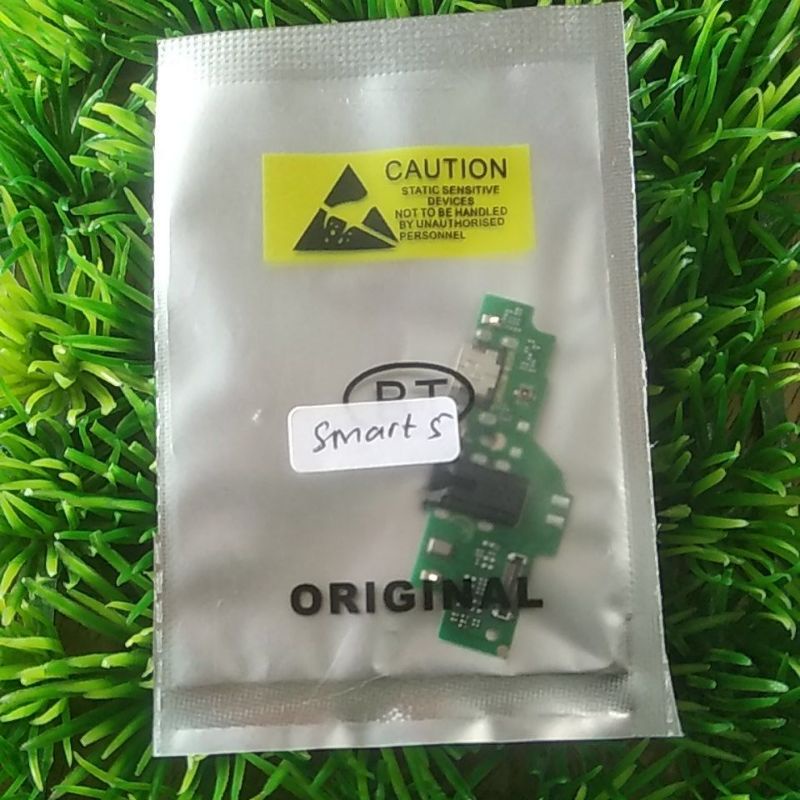 CAUTION
STATIC SENSITIVE
DEVICES
NOT TO BE HANDLED
BY UNAUTHORISED
PERSONNEL
Smart 5
ORIGINAL